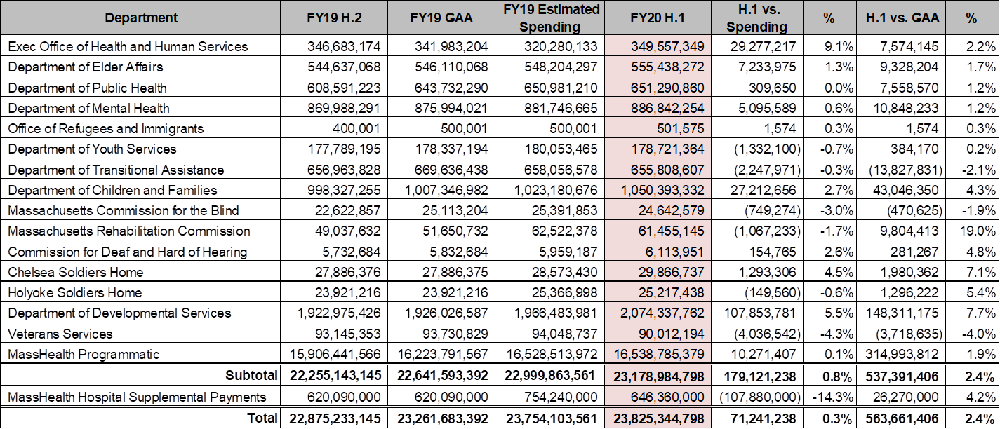 Department FY19 H.2 FY19 GAA FY19 Estimated Spending FY20 H.1 H.1 vs. Spending % H.1 vs. GAA %
Exec Office of Health and Human Services 346,683,174 341,983,204 320,280,133 349,557,349 29,277,217 9.1% 7,574,145 2.2%
Department of Elder Affairs 544,637,068 546,110,068 548,204,297 555,438,272 7,233,975 1.3% 9,328,204 1.7%
Department of Public Health 608,591,223 643,732,290 650,981,210 651,290,860 309,650 0.0% 7,558,570 1.2%
Department of Mental Health 869,988,291 875,994,021 881,746,665 886,842,254 5,095,589 0.6% 10,848,233 1.2%
Office of Refugees and Immigrants 400,001 500,001 500,001 501,575 1,574 0.3% 1,574 0.3%
Department of Youth Services 177,789,195 178,337,194 180,053,465 178,721,364 (1,332,100) -0.7% 384,170 0.2%
Department of Transitional Assistance 656,963,828 669,636,438 658,056,578 655,808,607 (2,247,971) -0.3% (13,827,831) -2.1%
Department of Children and Families 998,327,255 1,007,346,982 1,023,180,676 1,050,393,332 27,212,656 2.7% 43,046,350 4.3%
Massachusetts Commission for the Blind 22,622,857 25,113,204 25,391,853 24,642,579 (749,274) -3.0% (470,625) -1.9%
Massachusetts Rehabilitation Commission 49,037,632 51,650,732 62,522,378 61,455,145 (1,067,233) -1.7% 9,804,413 19.0%
Commission for Deaf and Hard of Hearing 5,732,684 5,832,684 5,959,187 6,113,951 154,765 2.6% 281,267 4.8%
Chelsea Soldiers Home 27,886,376 27,886,375 28,573,430 29,866,737 1,293,306 4.5% 1,980,362 7.1%
Holyoke Soldiers Home 23,921,216 23,921,216 25,366,998 25,217,438 (149,560) -0.6% 1,296,222 5.4%
Department of Developmental Services 1,922,975,426 1,926,026,587 1,966,483,981 2,074,337,762 107,853,781 5.5% 148,311,175 7.7%
Veterans Services 93,145,353 93,730,829 94,048,737 90,012,194 (4,036,542) -4.3% (3,718,635) -4.0%
MassHealth Programmatic 15,906,441,566 16,223,791,567 16,528,513,972 16,538,785,379 10,271,407 0.1% 314,993,812 1.9%
Subtotal 22,255,143,145 22,641,593,392 22,999,863,561 23,178,984,798 179,121,238 0.8% 537,391,406 2.4%
MassHealth Hospital Supplemental Payments 620,090,000 620,090,000 754,240,000 646,360,000 (107,880,000) -14.3% 26,270,000 4.2%
Total 22,875,233,145 23,261,683,392 23,754,103,561 23,825,344,798 71,241,238 0.3% 563,661,406 2.4%